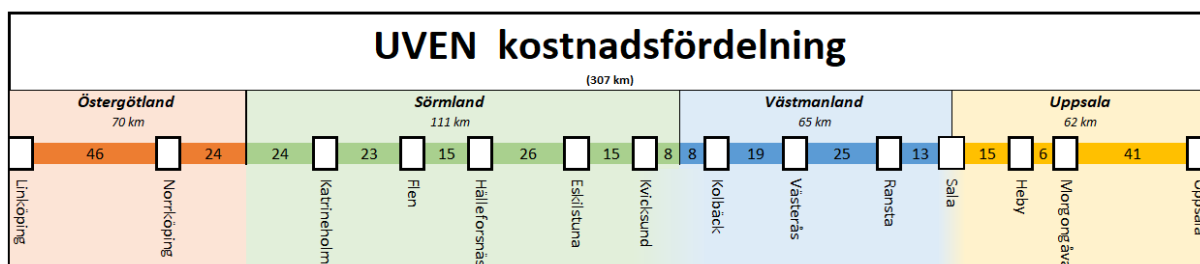 UVEN kostnadsfördelning
(307 km)
Östergötland Sörmland Västmanland Uppsala
70 km 111 km 65 km 62 km
46 24 24 23 15 26 15 8 8 19 25 13 15 6 41
Linköping
Norrköping
Katrineholm
Flen
Hälleforsnäs
Eskilstuna
Kvicksund
Kolbäck
Västerås
Ransta
Sala
Heby
Morgongåva
Uppsala